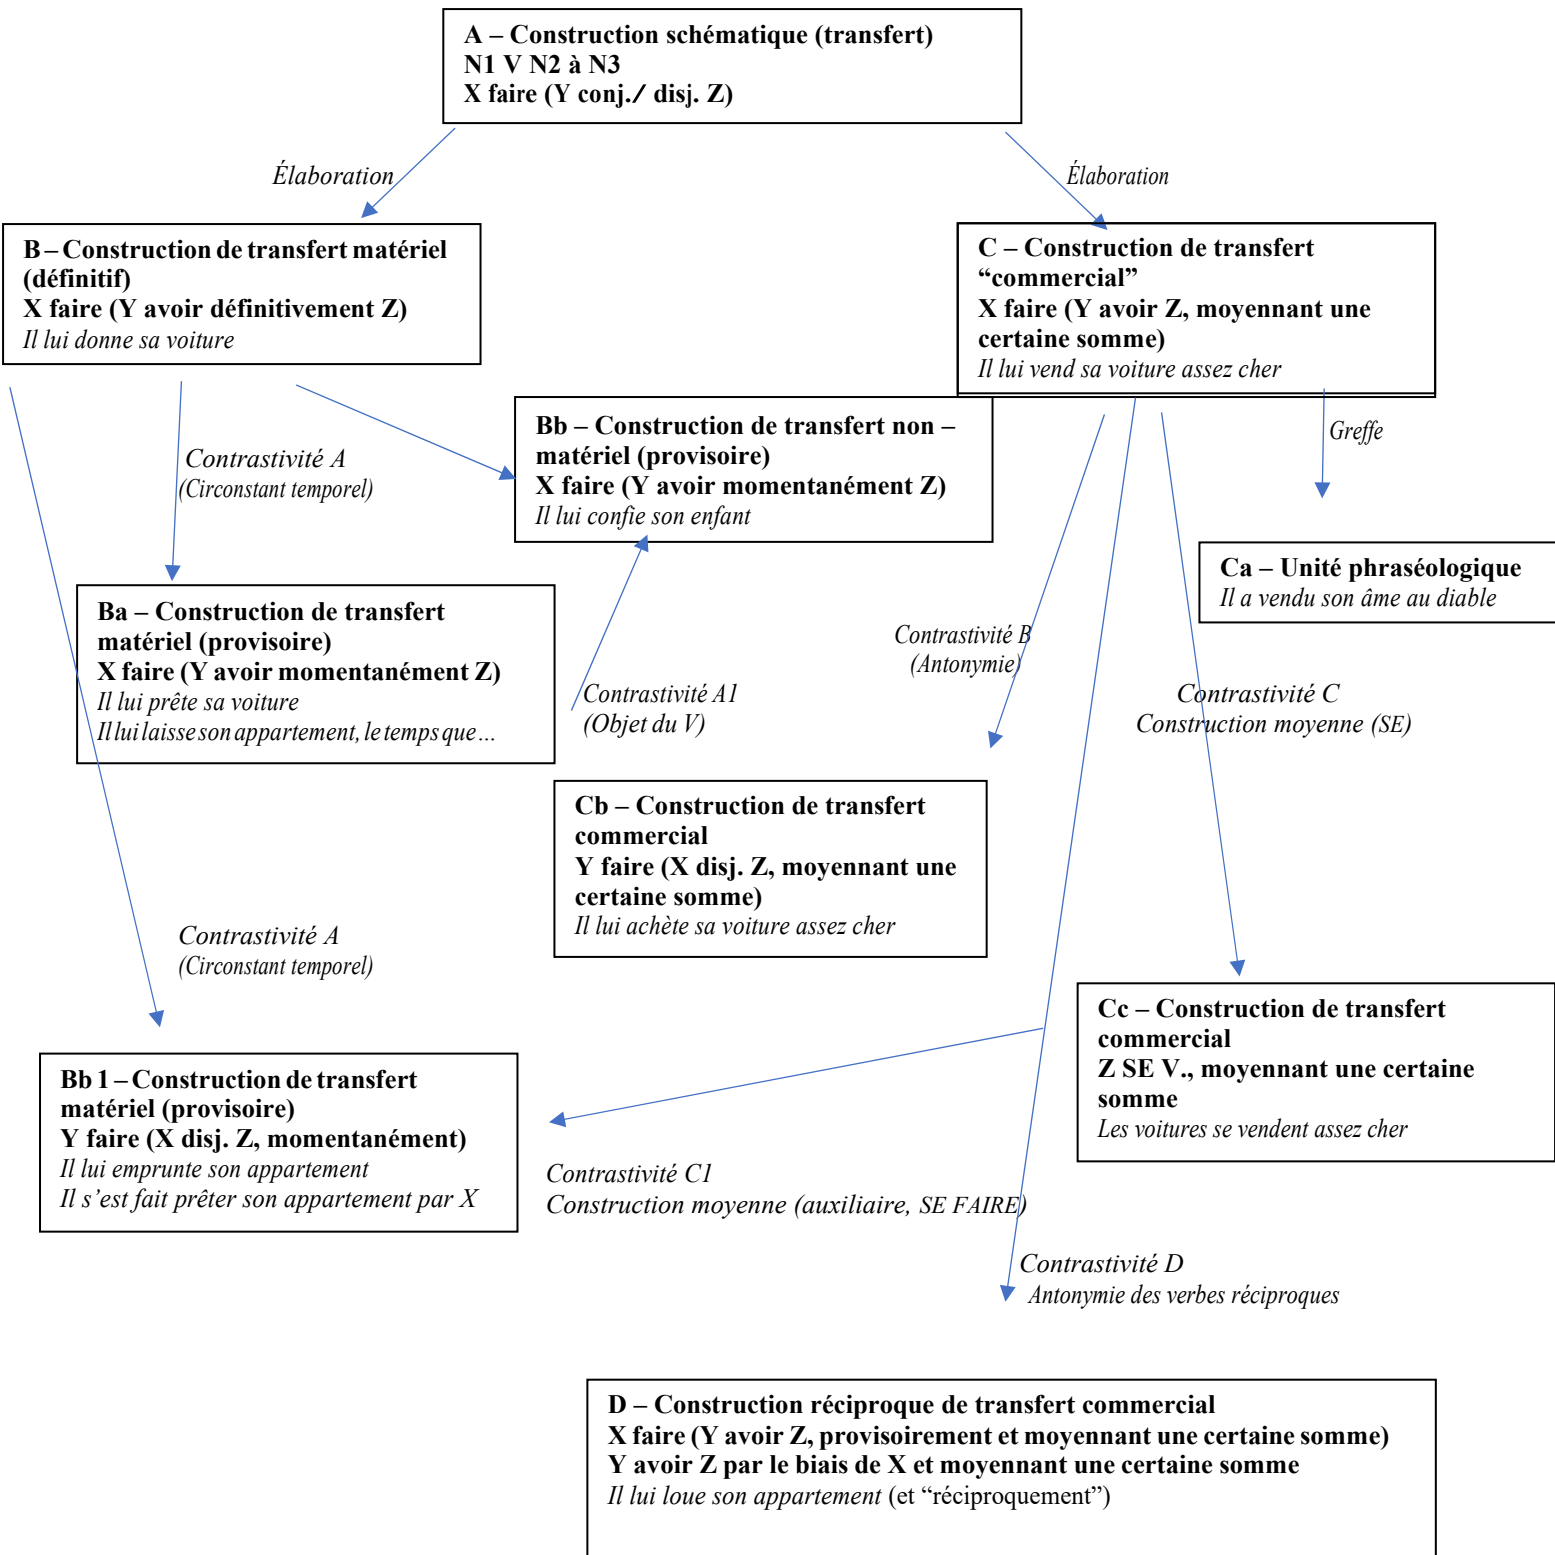 A – Construction schématique (transfert)
N1 V N2 à N3
X faire (Y conj./ disj. Z)
Élaboration
Élaboration
B – Construction de transfert matériel
(définitif)
X faire (Y avoir définitivement Z)
Il lui donne sa voiture
C – Construction de transfert
“commercial”
X faire (Y avoir Z, moyennant une
certaine somme)
Il lui vend sa voiture assez cher
Contrastivité A
(Circonstant temporel)
Bb – Construction de transfert non –
matériel (provisoire)
X faire (Y avoir momentanément Z)
Il lui confie son enfant
Greffe
Ca – Unité phraséologique
Il a vendu son âme au diable
Ba – Construction de transfert
matériel (provisoire)
X faire (Y avoir momentanément Z)
Il lui prête sa voiture
Il lui laisse son appartement, le temps que…
Contrastivité A1
(Objet du V)
Contrastivité B
(Antonymie)
Contrastivité C
Construction moyenne (SE)
Cb – Construction de transfert
commercial
Y faire (X disj. Z, moyennant une
certaine somme)
Il lui achète sa voiture assez cher
Contrastivité A
(Circonstant temporel)
Cc – Construction de transfert
commercial
Z SE V., moyennant une certaine
somme
Les voitures se vendent assez cher
Bb 1 – Construction de transfert
matériel (provisoire)
Y faire (X disj. Z, momentanément)
Il lui emprunte son appartement
Il s’est fait prêter son appartement par X
Contrastivité C1
Construction moyenne (auxiliaire, SE FAIRE)
Contrastivité D
Antonymie des verbes réciproques
D – Construction réciproque de transfert commercial
X faire (Y avoir Z, provisoirement et moyennant une certaine somme)
Y avoir Z par le biais de X et moyennant une certaine somme
Il lui loue son appartement (et “réciproquement”)